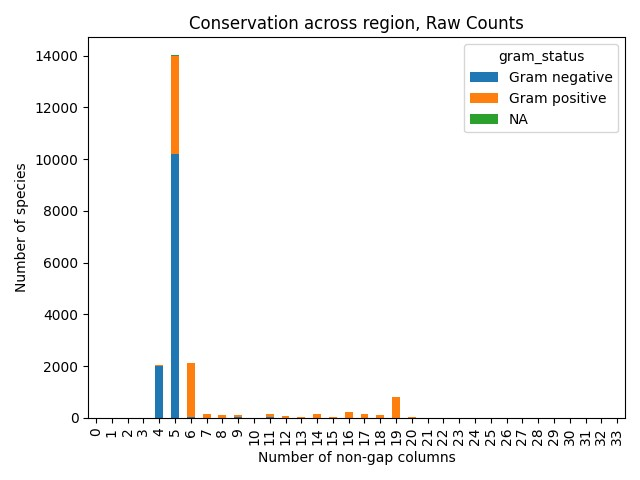 Conservation across region, Raw Counts
gram_status
Gram negative
Gram positive
NA
Number of species
14000
12000
10000
8000
6000
4000
2000
0
0 1 2 3 4 5 6 7 8 9 10 11 12 13 14 15 16 17 18 19 20 21 22 23 24 25 26 27 28 29 30 31 32 33
Number of non-gap columns